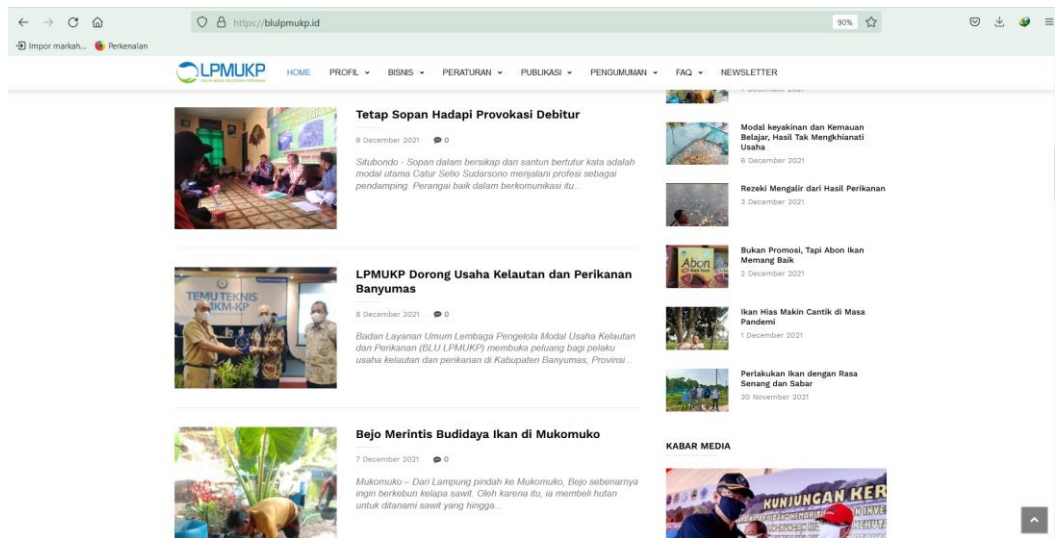 https://blulpmukp.id
90%
Impor markah...
Perkenalan
LPMUKP
HOME
PROFIL
BISNIS
PERATURAN
PUBLIKASI
PENGUMUMAN
FAQ
NEWSLETTER
Tetap Sopan Hadapi Provokasi Debitur
9 December 2021
0
Situbondo - Sopan dalam bersikap dan santun bertutur kata adalah
modal utama Catur Setio Sudarsono menjalani profesi sebagai
pendamping. Perangai baik dalam berkomunikasi itu...
TEMU TEKNIS
LPMUKP Dorong Usaha Kelautan dan Perikanan
Banyumas
8 December 2021
0
Badan Layanan Umum Lembaga Pengelola Modal Usaha Kelautan
dan Perikanan (BLU LPMUKP) membuka peluang bagi pelaku
usaha kelautan dan perikanan di Kabupaten Banyumas, Provinsi...
Bejo Merintis Budidaya Ikan di Mukomuko
7 December 2021
0
Mukomuko – Dari Lampung pindah ke Mukomuko, Bejo sebenarnya
ingin berkebun kelapa sawit. Oleh karena itu, ia membeli hutan
untuk ditanami sawit yang hingga...
7 December 2021
Modal keyakinan dan Kemauan
Belajar, Hasil Tak Mengkhianati
Usaha
6 December 2021
Rezeki Mengalir dari Hasil Perikanan
3 December 2021
Abon
Bukan Promosi, Tapi Abon Ikan
Memang Baik
2 December 2021
Ikan Hias Makin Cantik di Masa
Pandemi
1 December 2021
Perlakukan Ikan dengan Rasa
Senang dan Sabar
30 November 2021
KABAR MEDIA
KUNJUNGAN KER